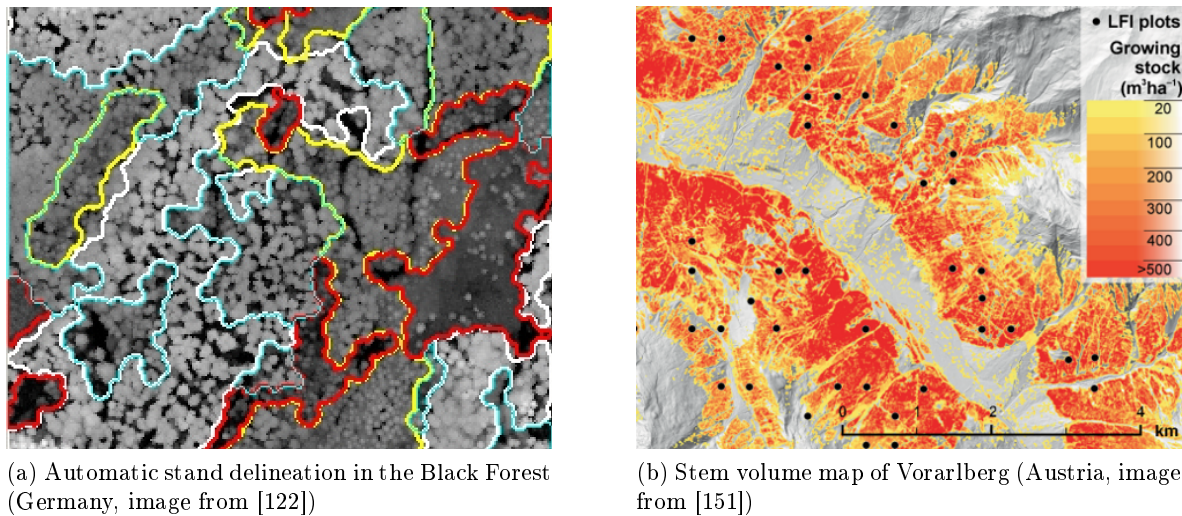 • LFI plots
Growing
stock
(m³ha⁻¹)
20
100
200
300
400
>500
0 1 2 4
km
(a) Automatic stand delineation in the Black Forest
(Germany, image from [122])
(b) Stem volume map of Vorarlberg (Austria, image
from [151])